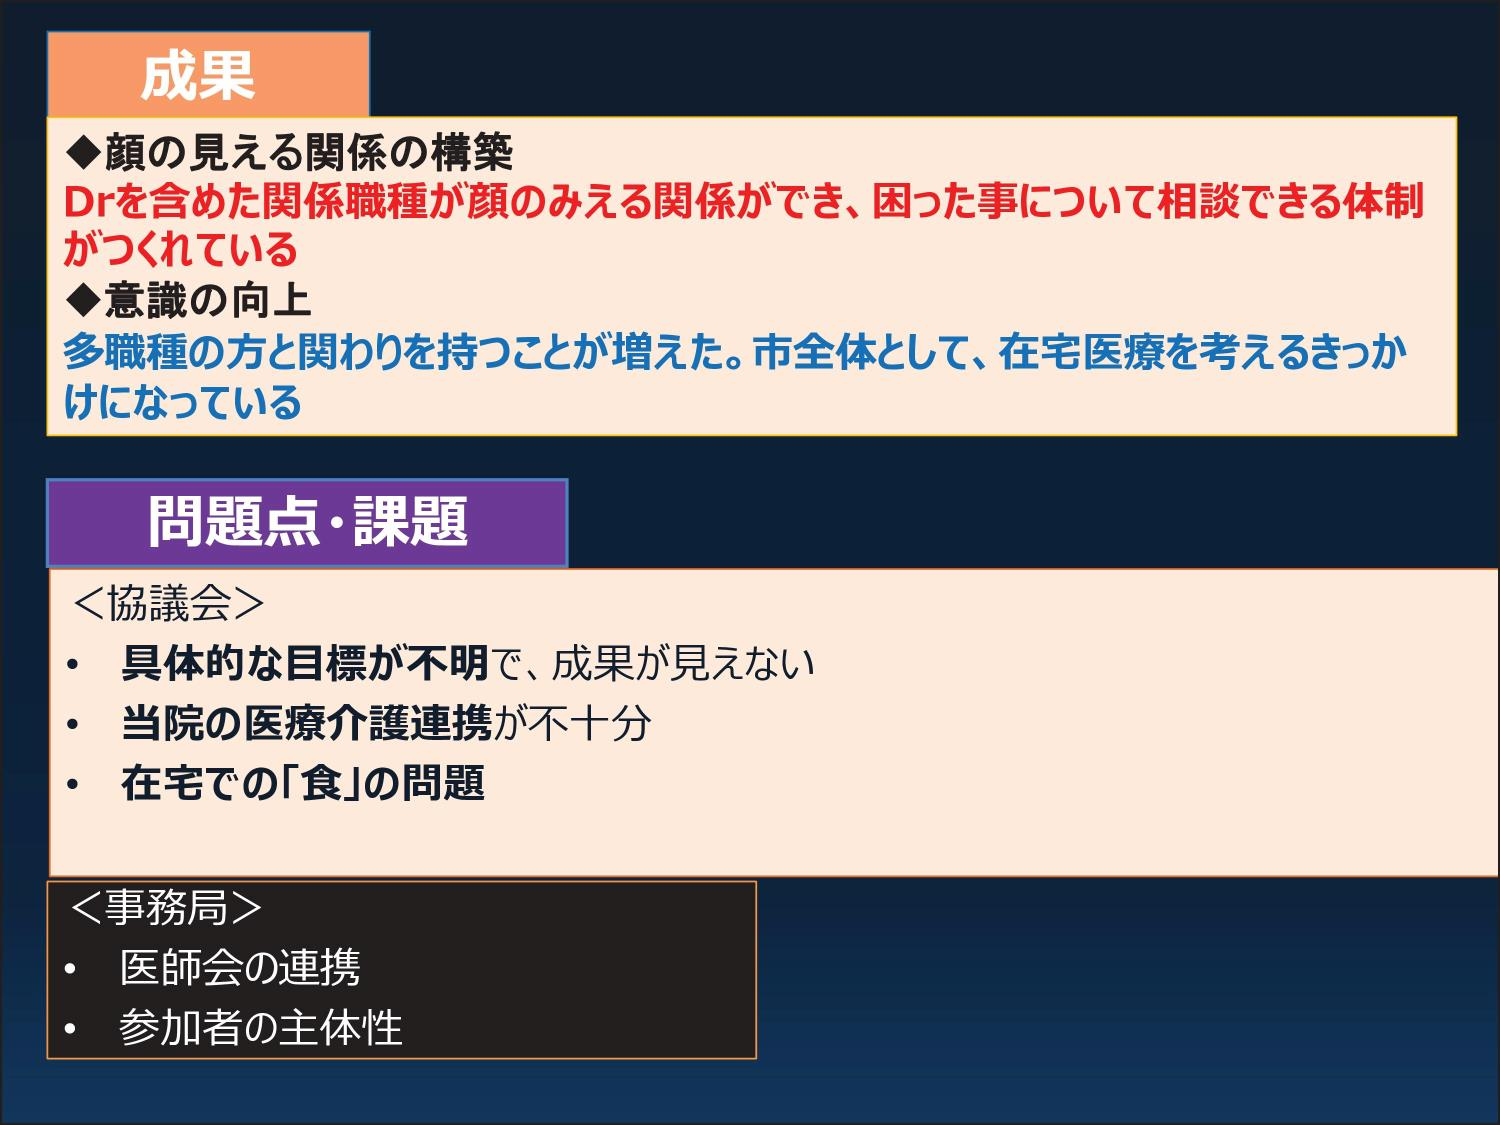 成果
◆顔の見える関係の構築
Drを含めた関係職種が顔のみえる関係ができ、困った事について相談できる体制
がつくれている
◆意識の向上
多職種の方と関わりを持つことが増えた。市全体として、在宅医療を考えるきっか
けになっている
問題点・課題
＜協議会＞
• 具体的な目標が不明で、成果が見えない
• 当院の医療介護連携が不十分
• 在宅での「食」の問題
＜事務局＞
• 医師会の連携
• 参加者の主体性